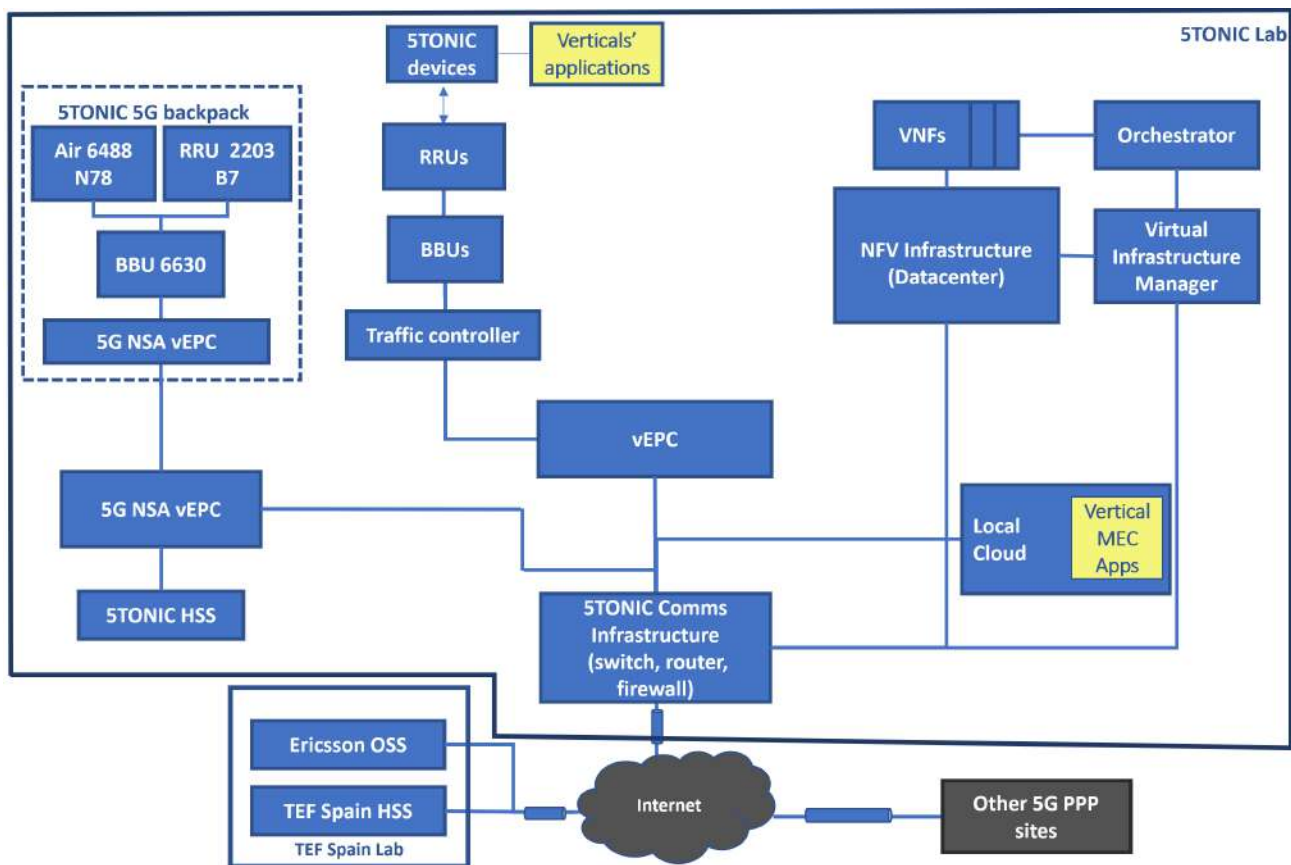 5TONIC Lab
5TONIC
devices
Verticals'
applications
5TONIC 5G backpack
Air 6488
N78
RRU 2203
B7
BBU 6630
5G NSA vEPC
RRUs
BBUs
Traffic controller
VNFs
Orchestrator
NFV Infrastructure
(Datacenter)
Virtual
Infrastructure
Manager
vEPC
5G NSA vEPC
5TONIC HSS
Local
Cloud
Vertical
MEC
Apps
5TONIC Comms
Infrastructure
(switch, router,
firewall)
Ericsson OSS
TEF Spain HSS
TEF Spain Lab
Internet
Other 5G PPP
sites